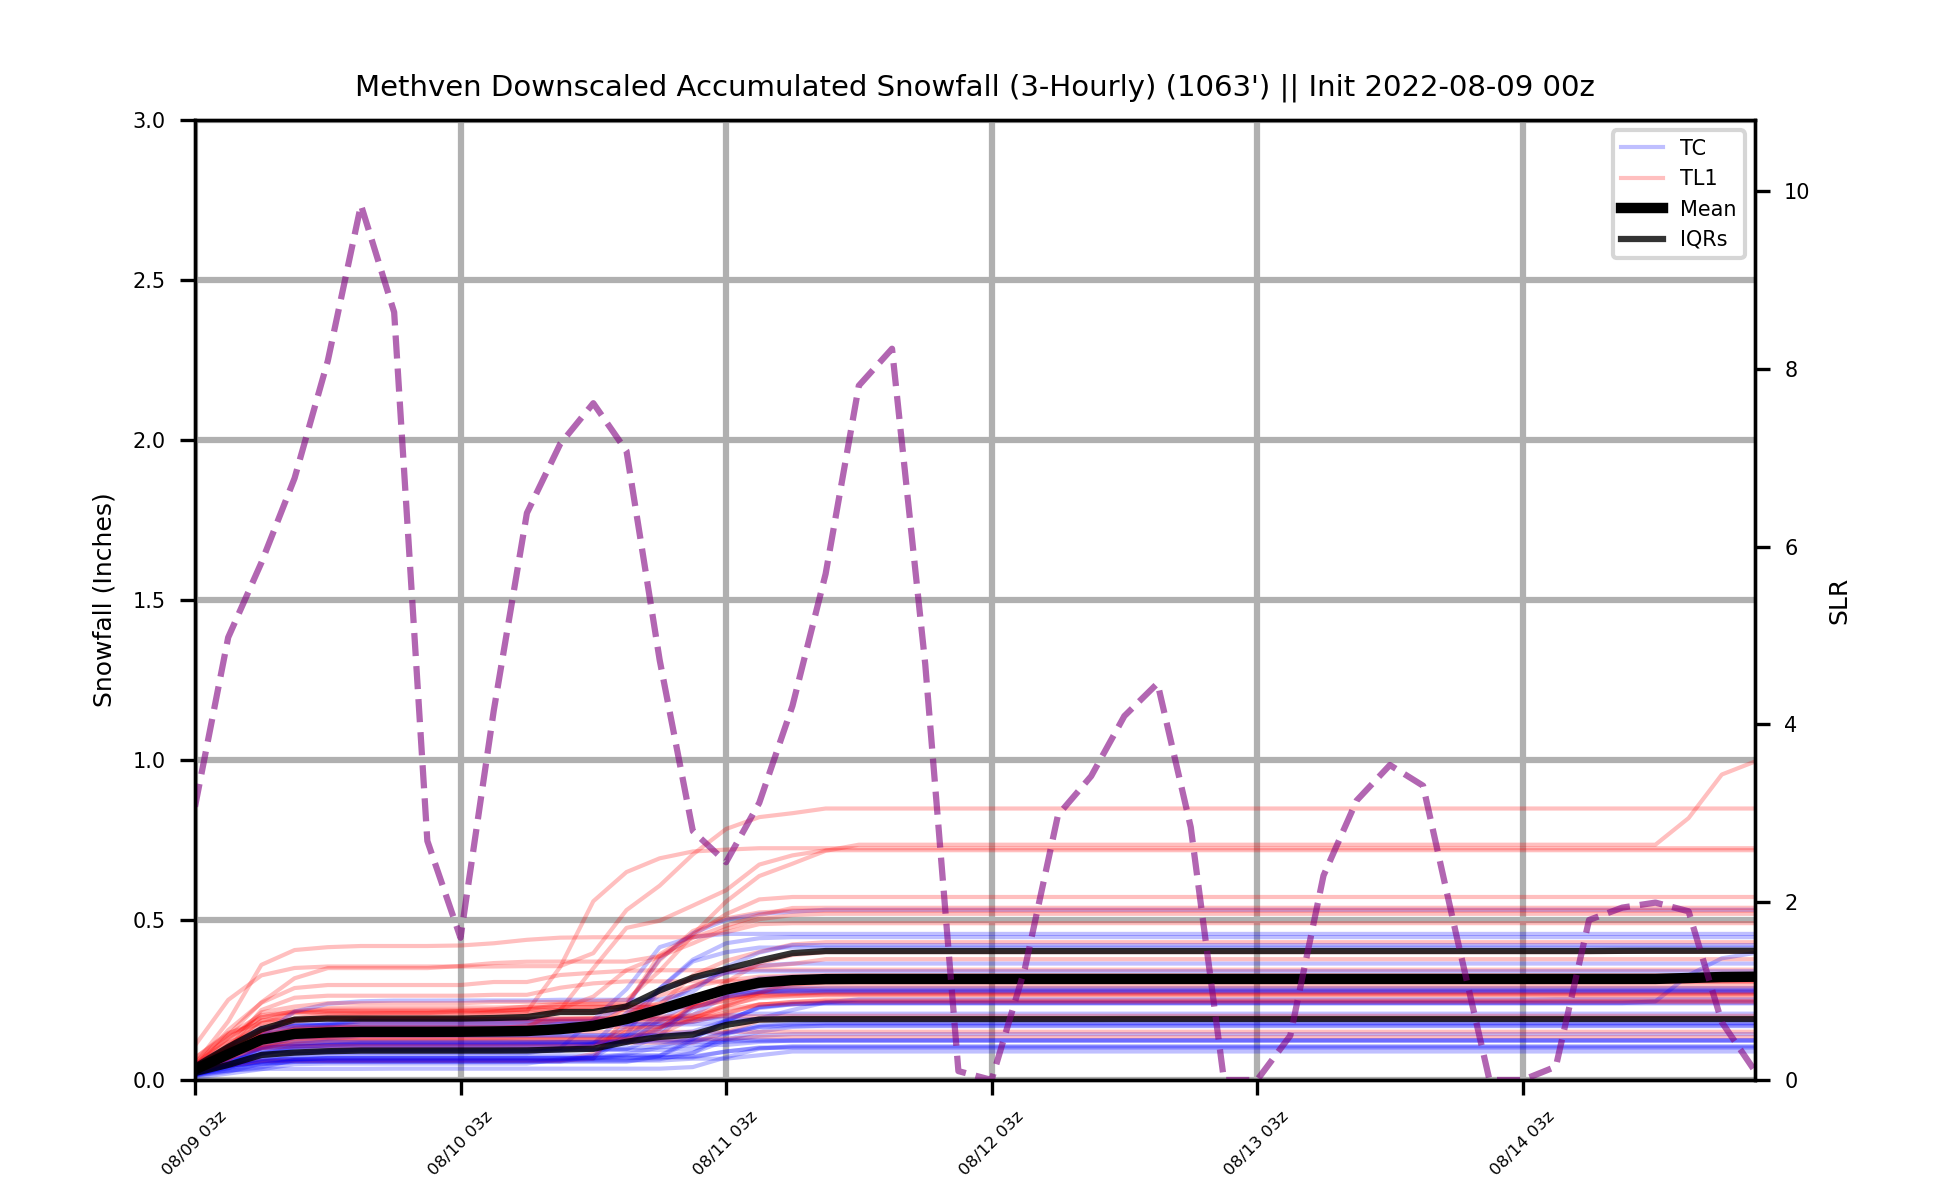 Methven Downscaled Accumulated Snowfall (3-Hourly) (1063') || Init 2022-08-09 00z
3.0
2.5
2.0
1.5
1.0
0.5
0.0
Snowfall (Inches)
TC
TL1
Mean
IQRs
10
8
6
4
2
0
SLR
08/09 03z
08/10 03z
08/11 03z
08/12 03z
08/13 03z
08/14 03z